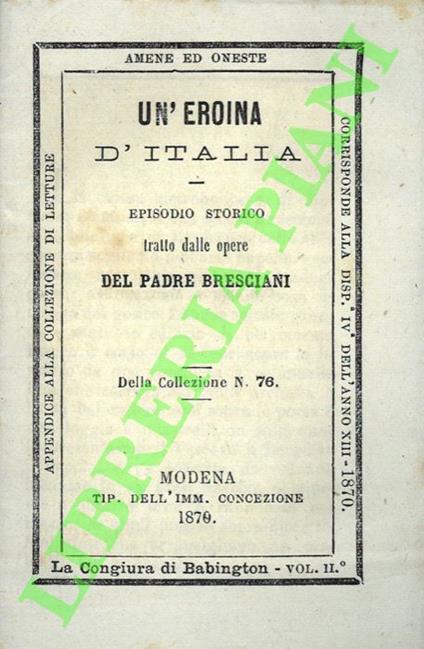 AMENE ED ONESTE
UN' EROINA
D' ITALIA
EPISODIO STORICO
tratto dalle opere
DEL PADRE BRESCIANI
Della Collezione N. 76.
MODENA
TIP. DELL' IMM. CONCEZIONE
1870.
La Congiura di Babington - VOL. II.°
APPENDICE ALLA COLLEZIONE DI LETTURE
CORRISPONDE ALLA DISP. IVª DELL'ANNO XIII - 1870.
LIBRERIA PIANI